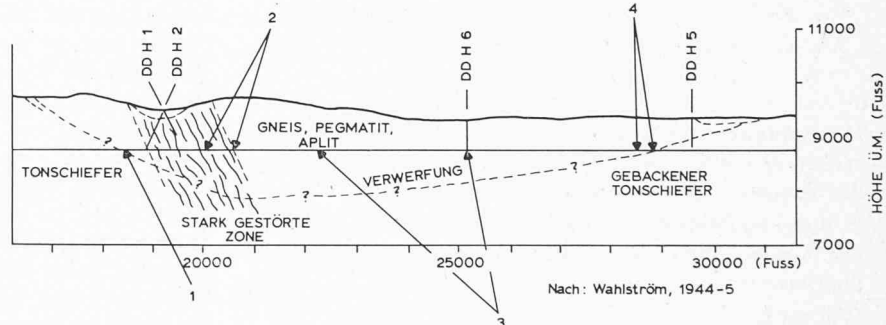 2
4
11000
DD H 1
DD H 2
DD H 6
DD H 5
GNEIS, PEGMATIT,
APLIT
9000
?
TONSCHIEFER
VERWERFUNG
?
GEBACKENER
TONSCHIEFER
?
?
?
STARK GESTÖRTE
ZONE
7000
HÖHE Ü.M. (Fuss)
20000
25000
30000 (Fuss)
Nach: Wahlström, 1944-5
1
3